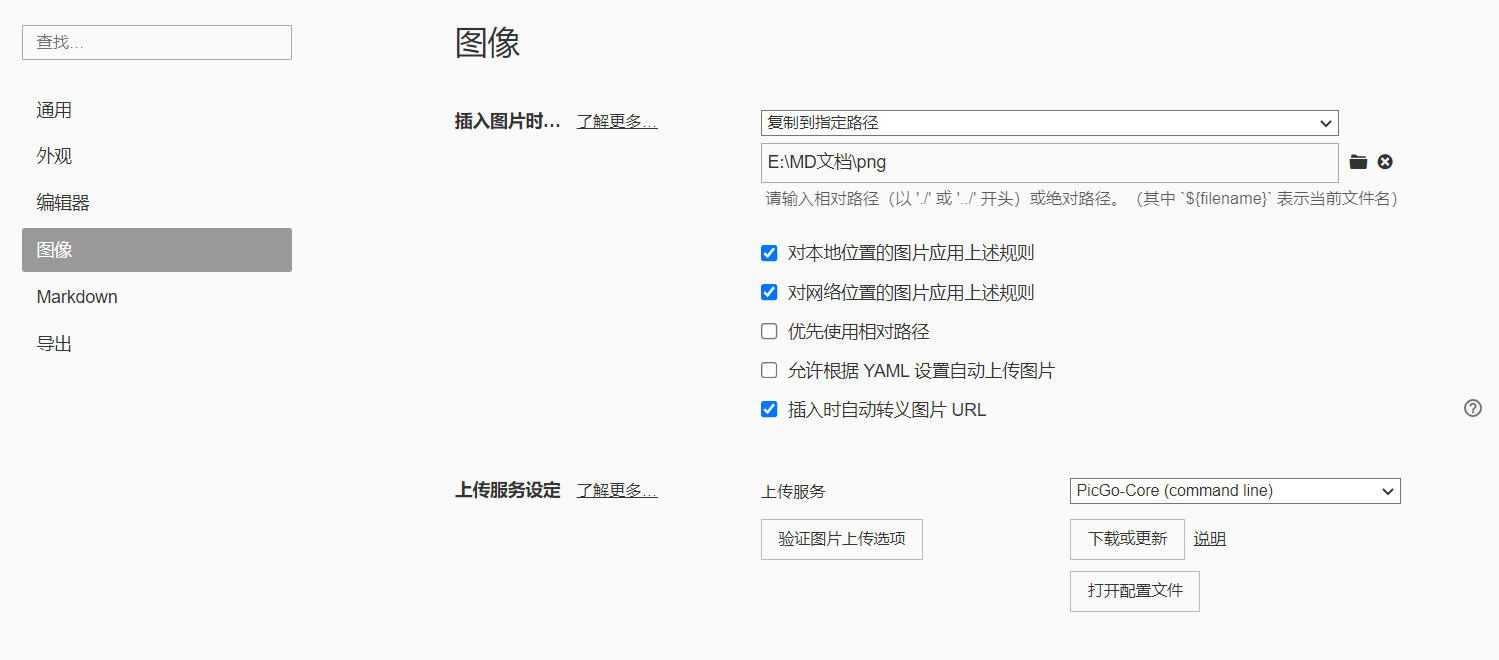 查找...
通用
外观
编辑器
图像
Markdown
导出
图像
插入图片时... 了解更多...
复制到指定路径
E:\MD文档\png
请输入相对路径（以 './' 或 '../' 开头）或绝对路径。（其中 `${filename}` 表示当前文件名）
对本地位置的图片应用上述规则
对网络位置的图片应用上述规则
优先使用相对路径
允许根据 YAML 设置自动上传图片
插入时自动转义图片 URL
上传服务设定 了解更多...
上传服务 PicGo-Core (command line)
验证图片上传选项 下载或更新 说明
打开配置文件